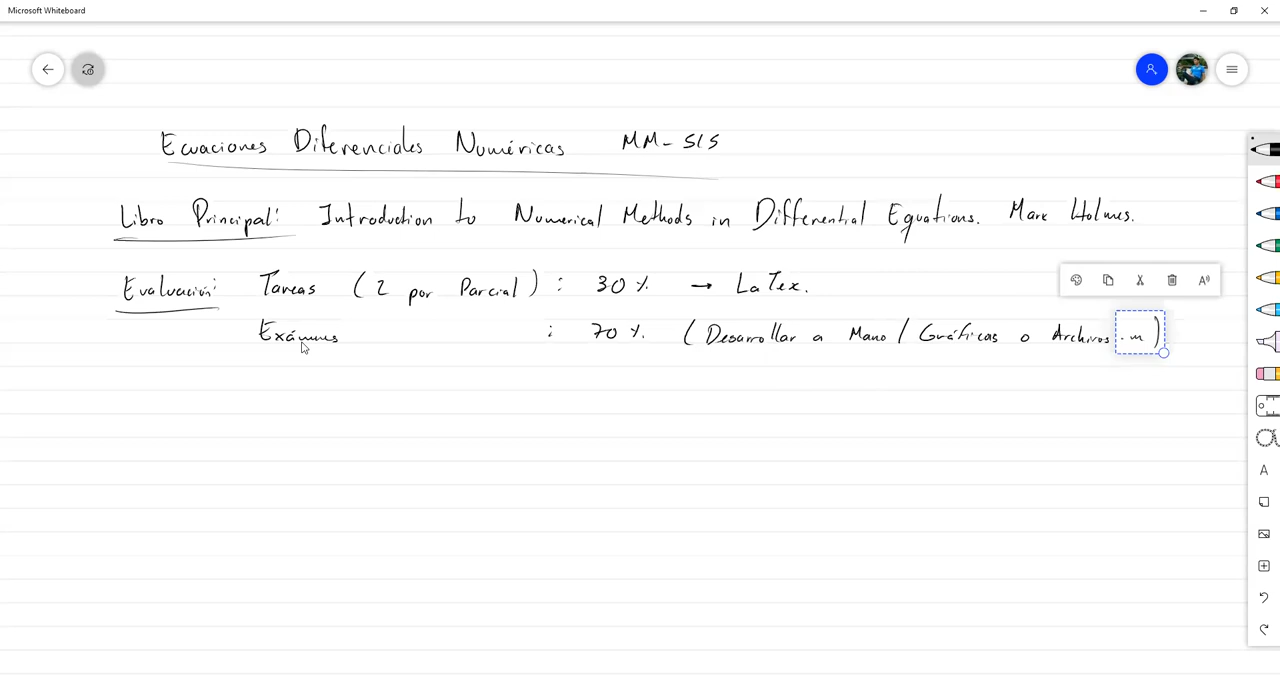 Microsoft Whiteboard
Ecuaciones Diferenciales Numéricas MM-515
Libro Principal: Introduction to Numerical Methods in Differential Equations. Mark Holmes.
Evaluación: Tareas (2 por Parcial) : 30% → LaTex.
Exámenes : 70% (Desarrollar a Mano / Gráficas o Archivos .m)